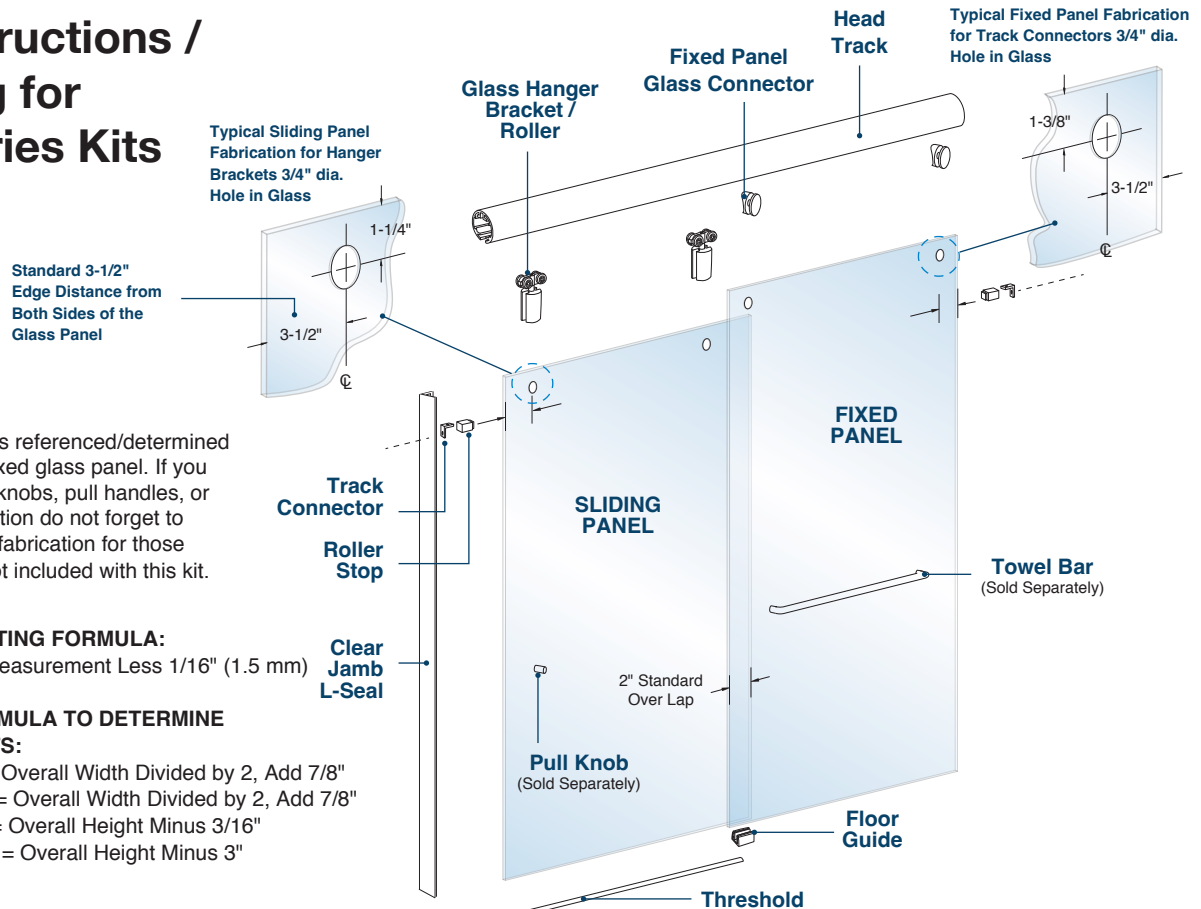 ructions /
g for
ries Kits
Typical Sliding Panel
Fabrication for Hanger
Brackets 3/4" dia.
Hole in Glass
Glass Hanger
Bracket /
Roller
Fixed Panel
Glass Connector
Head
Track
Typical Fixed Panel Fabrication
for Track Connectors 3/4" dia.
Hole in Glass
1-3/8"
3-1/2"
℄
1-1/4"
3-1/2"
℄
Standard 3-1/2"
Edge Distance from
Both Sides of the
Glass Panel
s referenced/determined
xed glass panel. If you
knobs, pull handles, or
tion do not forget to
fabrication for those
ot included with this kit.
TING FORMULA:
easurement Less 1/16" (1.5 mm)
MULA TO DETERMINE
TS:
Overall Width Divided by 2, Add 7/8"
= Overall Width Divided by 2, Add 7/8"
= Overall Height Minus 3/16"
= Overall Height Minus 3"
Track
Connector
Roller
Stop
Clear
Jamb
L-Seal
SLIDING
PANEL
FIXED
PANEL
Towel Bar
(Sold Separately)
2" Standard
Over Lap
Pull Knob
(Sold Separately)
Floor
Guide
Threshold